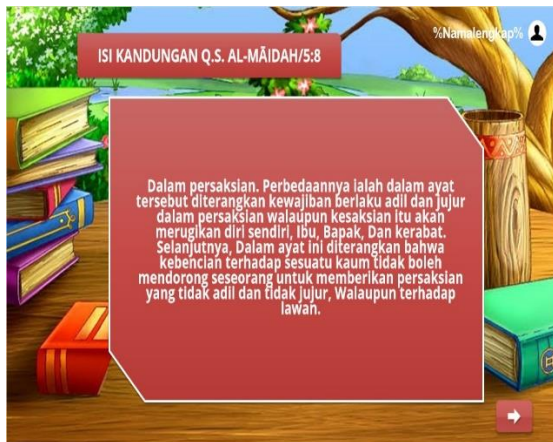 %Namalengkap%
ISI KANDUNGAN Q.S. AL-MĀIDAH/5:8
Dalam persaksian. Perbedaannya ialah dalam ayat
tersebut diterangkan kewajiban berlaku adil dan jujur
dalam persaksian walaupun kesaksian itu akan
merugikan diri sendiri, Ibu, Bapak, Dan kerabat.
Selanjutnya, Dalam ayat ini diterangkan bahwa
kebencian terhadap sesuatu kaum tidak boleh
mendorong seseorang untuk memberikan persaksian
yang tidak adil dan tidak jujur, Walaupun terhadap
lawan.